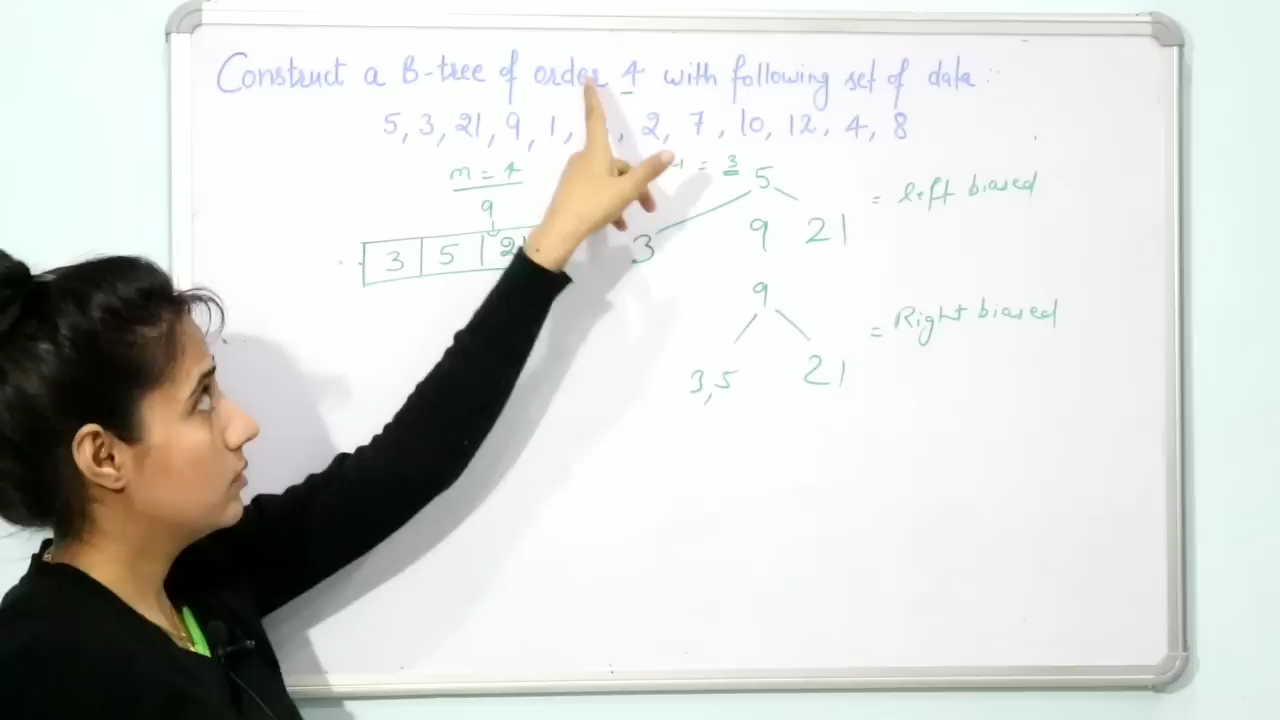 Construct a B-tree of order 4 with following set of data :-
5, 3, 21, 9, 1, 2, 7, 10, 12, 4, 8
m = 4
-1 = 3
5
= left biased
9
3 9 21
3 5 21
9
= Right biased
3,5 21